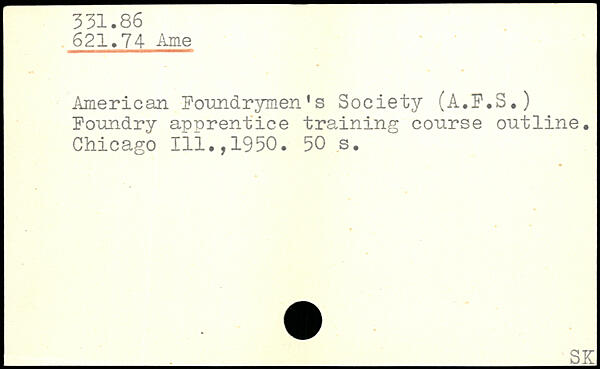 331.86
621.74 Ame
American Foundrymen's Society (A.F.S.)
Foundry apprentice training course outline.
Chicago Ill.,1950. 50 s.
SK